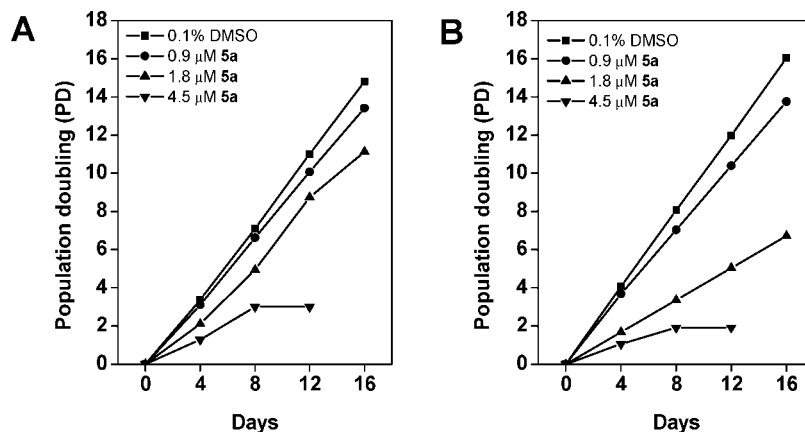 A
0.1% DMSO
0.9 μM 5a
1.8 μM 5a
4.5 μM 5a
Population doubling (PD)
18
16
14
12
10
8
6
4
2
0
0 4 8 12 16
Days
B
0.1% DMSO
0.9 μM 5a
1.8 μM 5a
4.5 μM 5a
Population doubling (PD)
18
16
14
12
10
8
6
4
2
0
0 4 8 12 16
Days